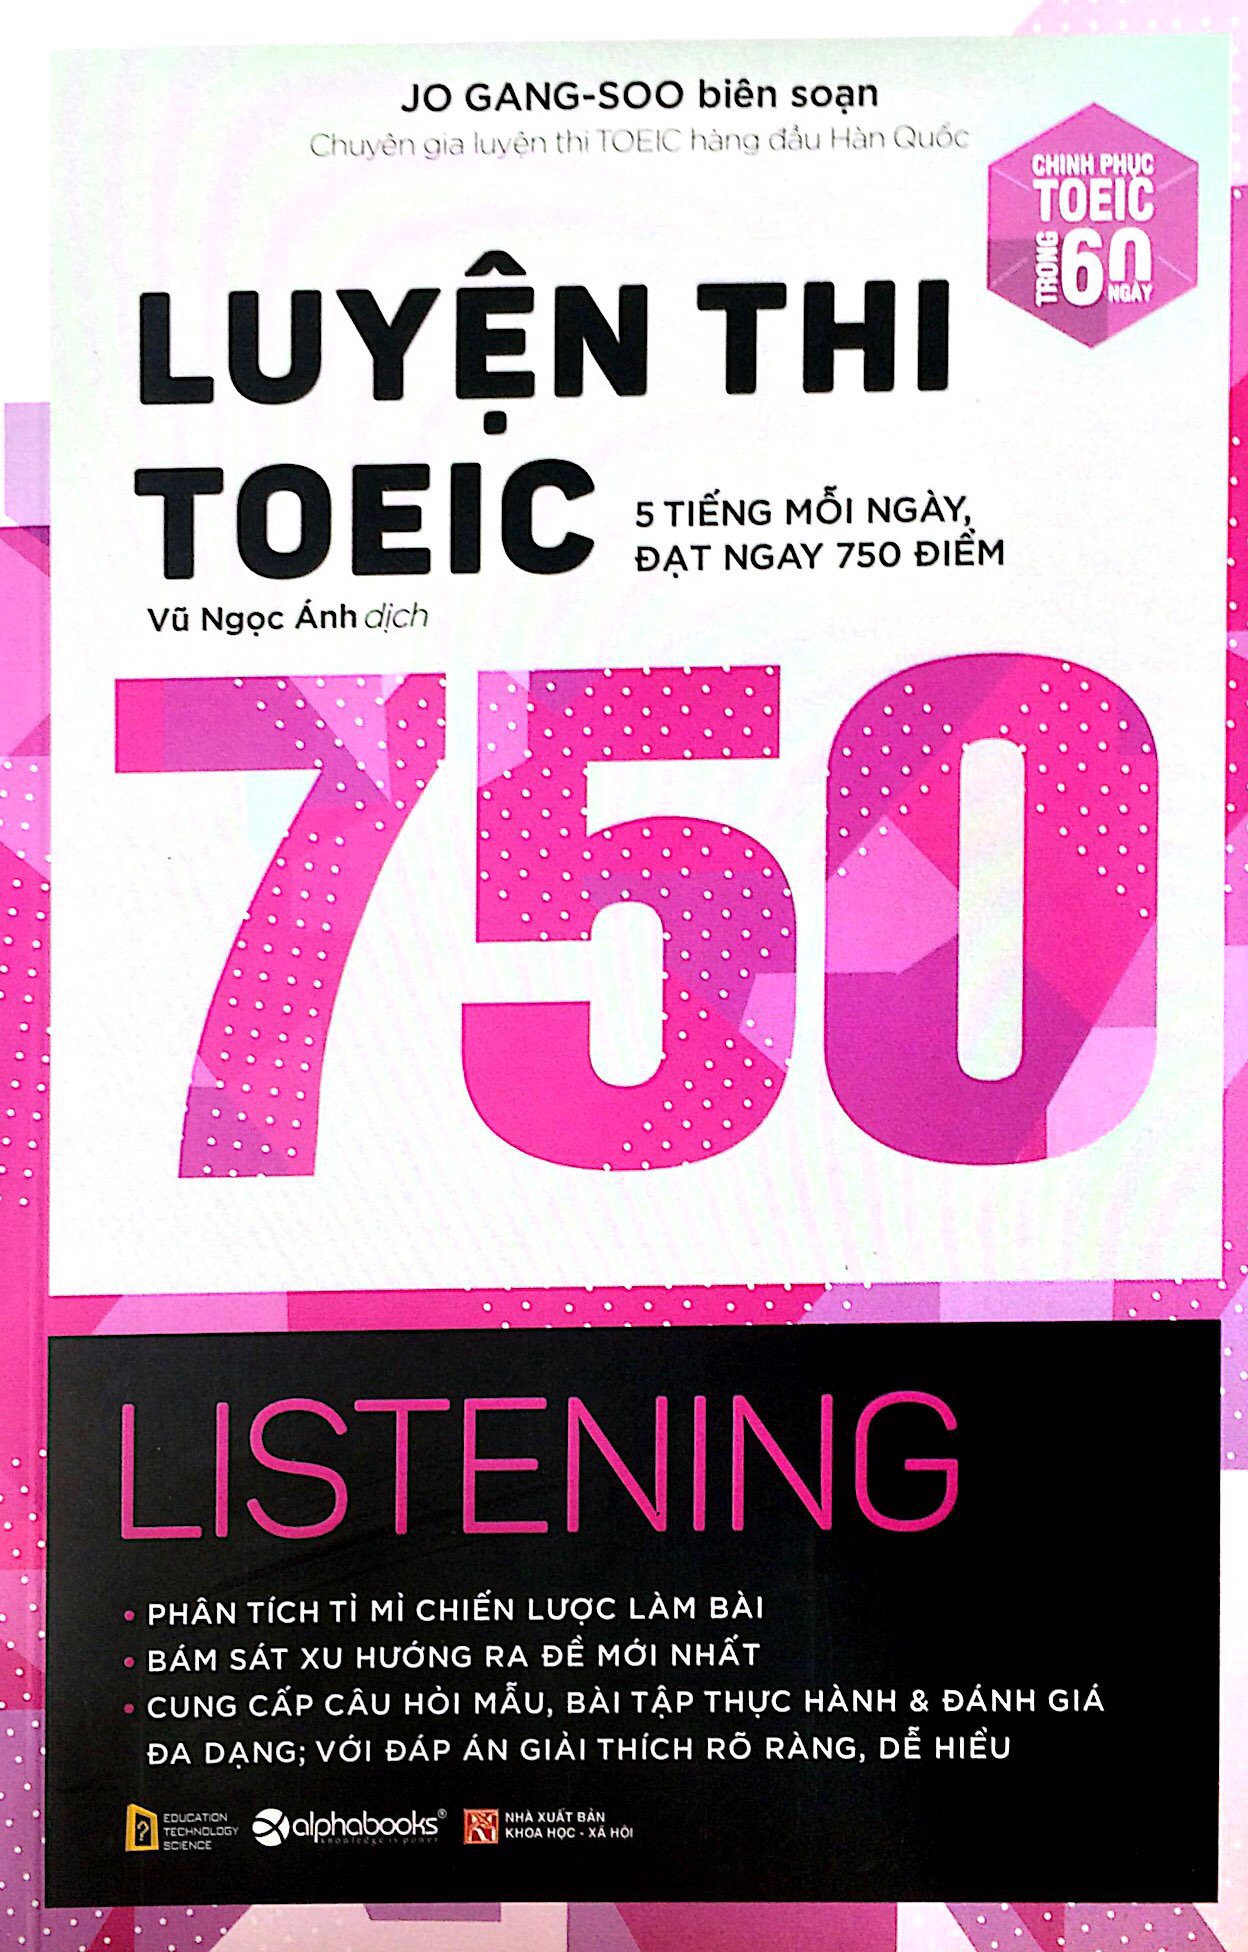 JO GANG-SOO biên soạn
Chuyên gia luyện thi TOEIC hàng đầu Hàn Quốc
CHINH PHỤC
TOEIC
TRONG
60
NGÀY
LUYỆN THI
TOEIC
5 TIẾNG MỖI NGÀY,
ĐẠT NGAY 750 ĐIỂM
Vũ Ngọc Ánh dịch
750
LISTENING
• PHÂN TÍCH TỈ MỈ CHIẾN LƯỢC LÀM BÀI
• BÁM SÁT XU HƯỚNG RA ĐỀ MỚI NHẤT
• CUNG CẤP CÂU HỎI MẪU, BÀI TẬP THỰC HÀNH & ĐÁNH GIÁ
ĐA DẠNG; VỚI ĐÁP ÁN GIẢI THÍCH RÕ RÀNG, DỄ HIỂU
?
EDUCATION
TECHNOLOGY
SCIENCE
alphabooks®
knowledge is power
NHÀ XUẤT BẢN
KHOA HỌC - XÃ HỘI